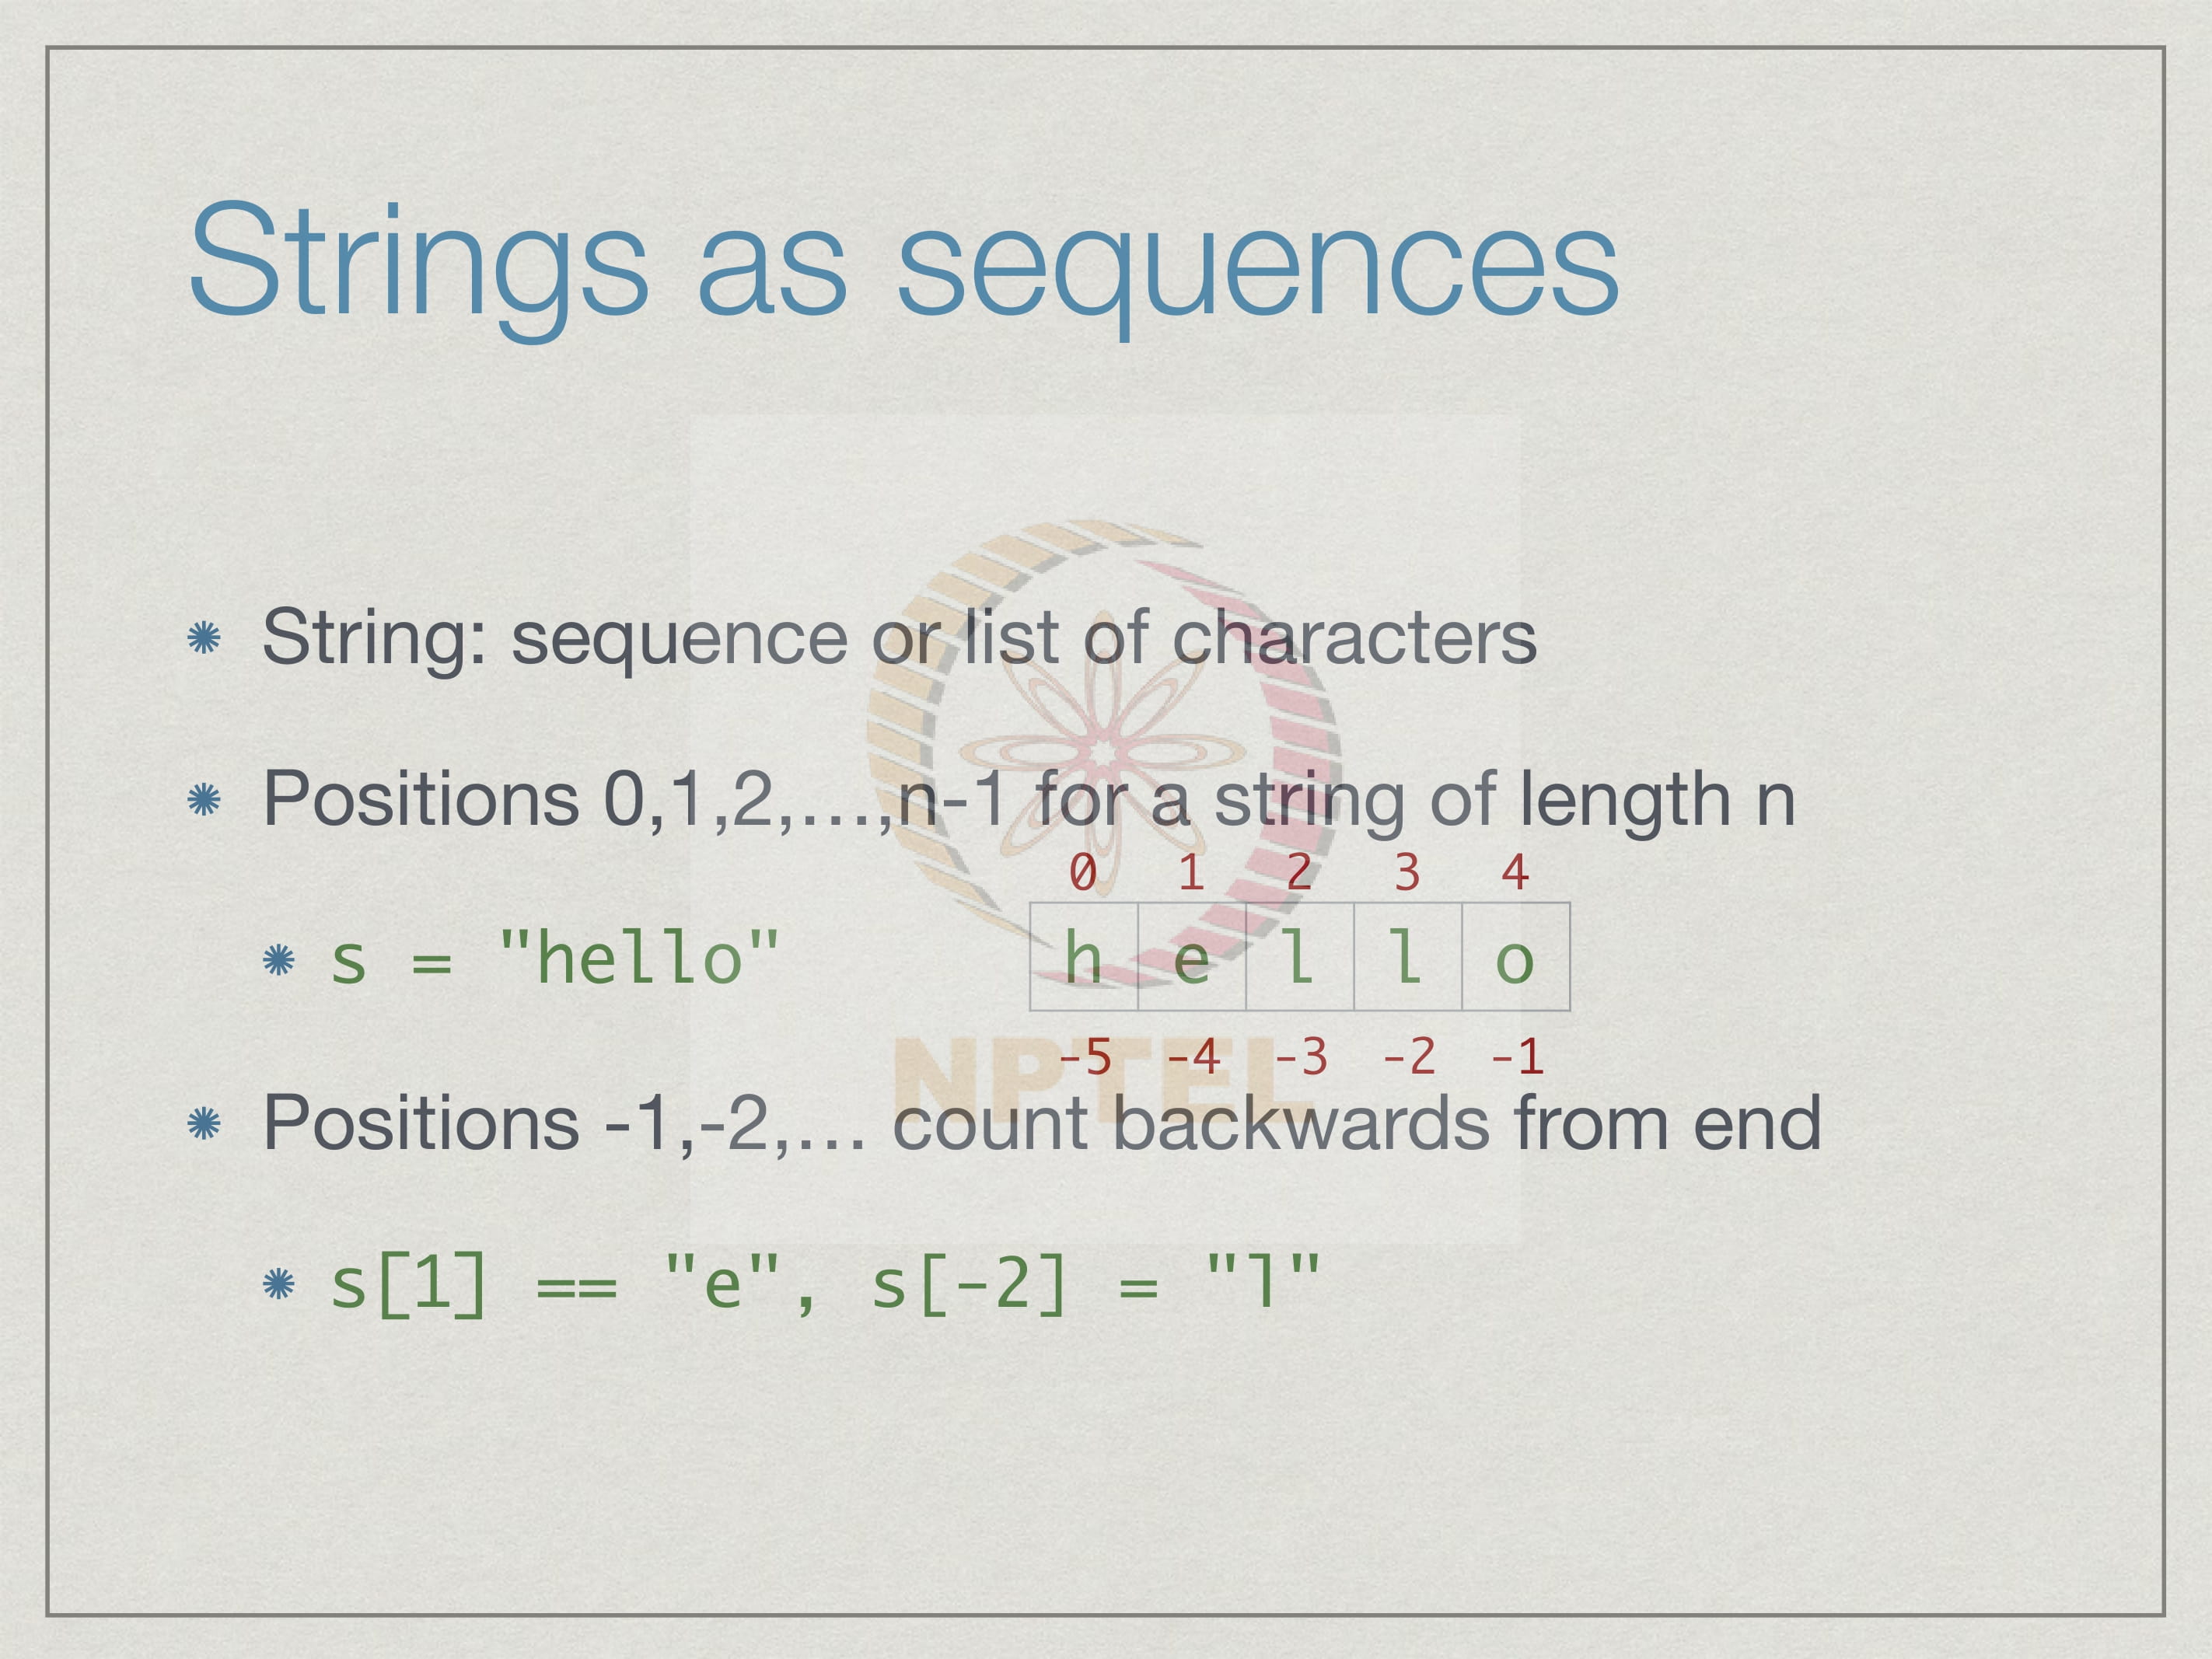 Strings as sequences
String: sequence or list of characters
Positions 0,1,2,…,n-1 for a string of length n
0 1 2 3 4
s = "hello" h e l l o
-5 -4 -3 -2 -1
NPTEL
Positions -1,-2,… count backwards from end
s[1] == "e", s[-2] = "l"